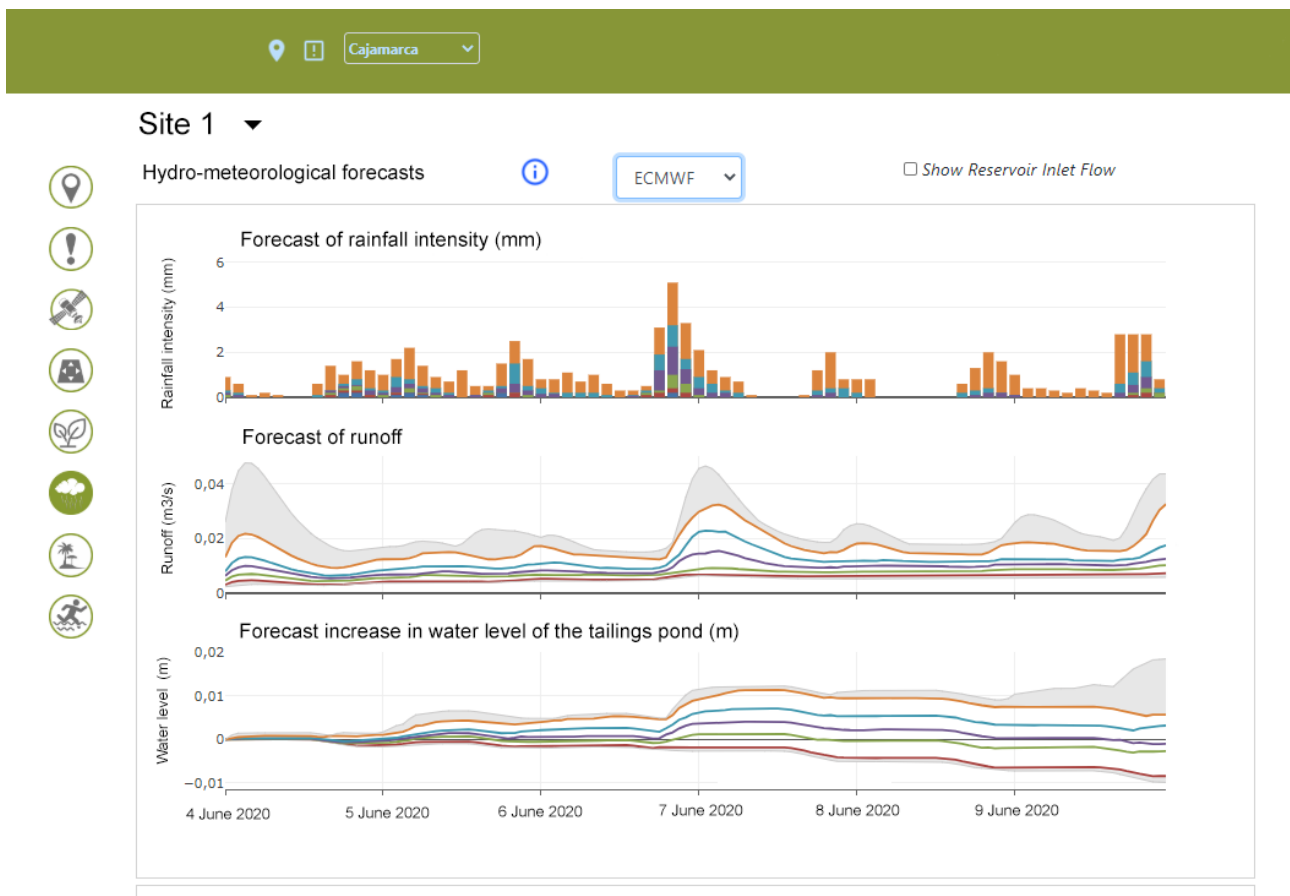 Cajamarca
Site 1
Hydro-meteorological forecasts
ECMWF
Show Reservoir Inlet Flow
Forecast of rainfall intensity (mm)
Rainfall intensity (mm)
6
4
2
0
Forecast of runoff
Runoff (m3/s)
0,04
0,02
0
Forecast increase in water level of the tailings pond (m)
Water level (m)
0,02
0,01
0
−0,01
4 June 2020 5 June 2020 6 June 2020 7 June 2020 8 June 2020 9 June 2020